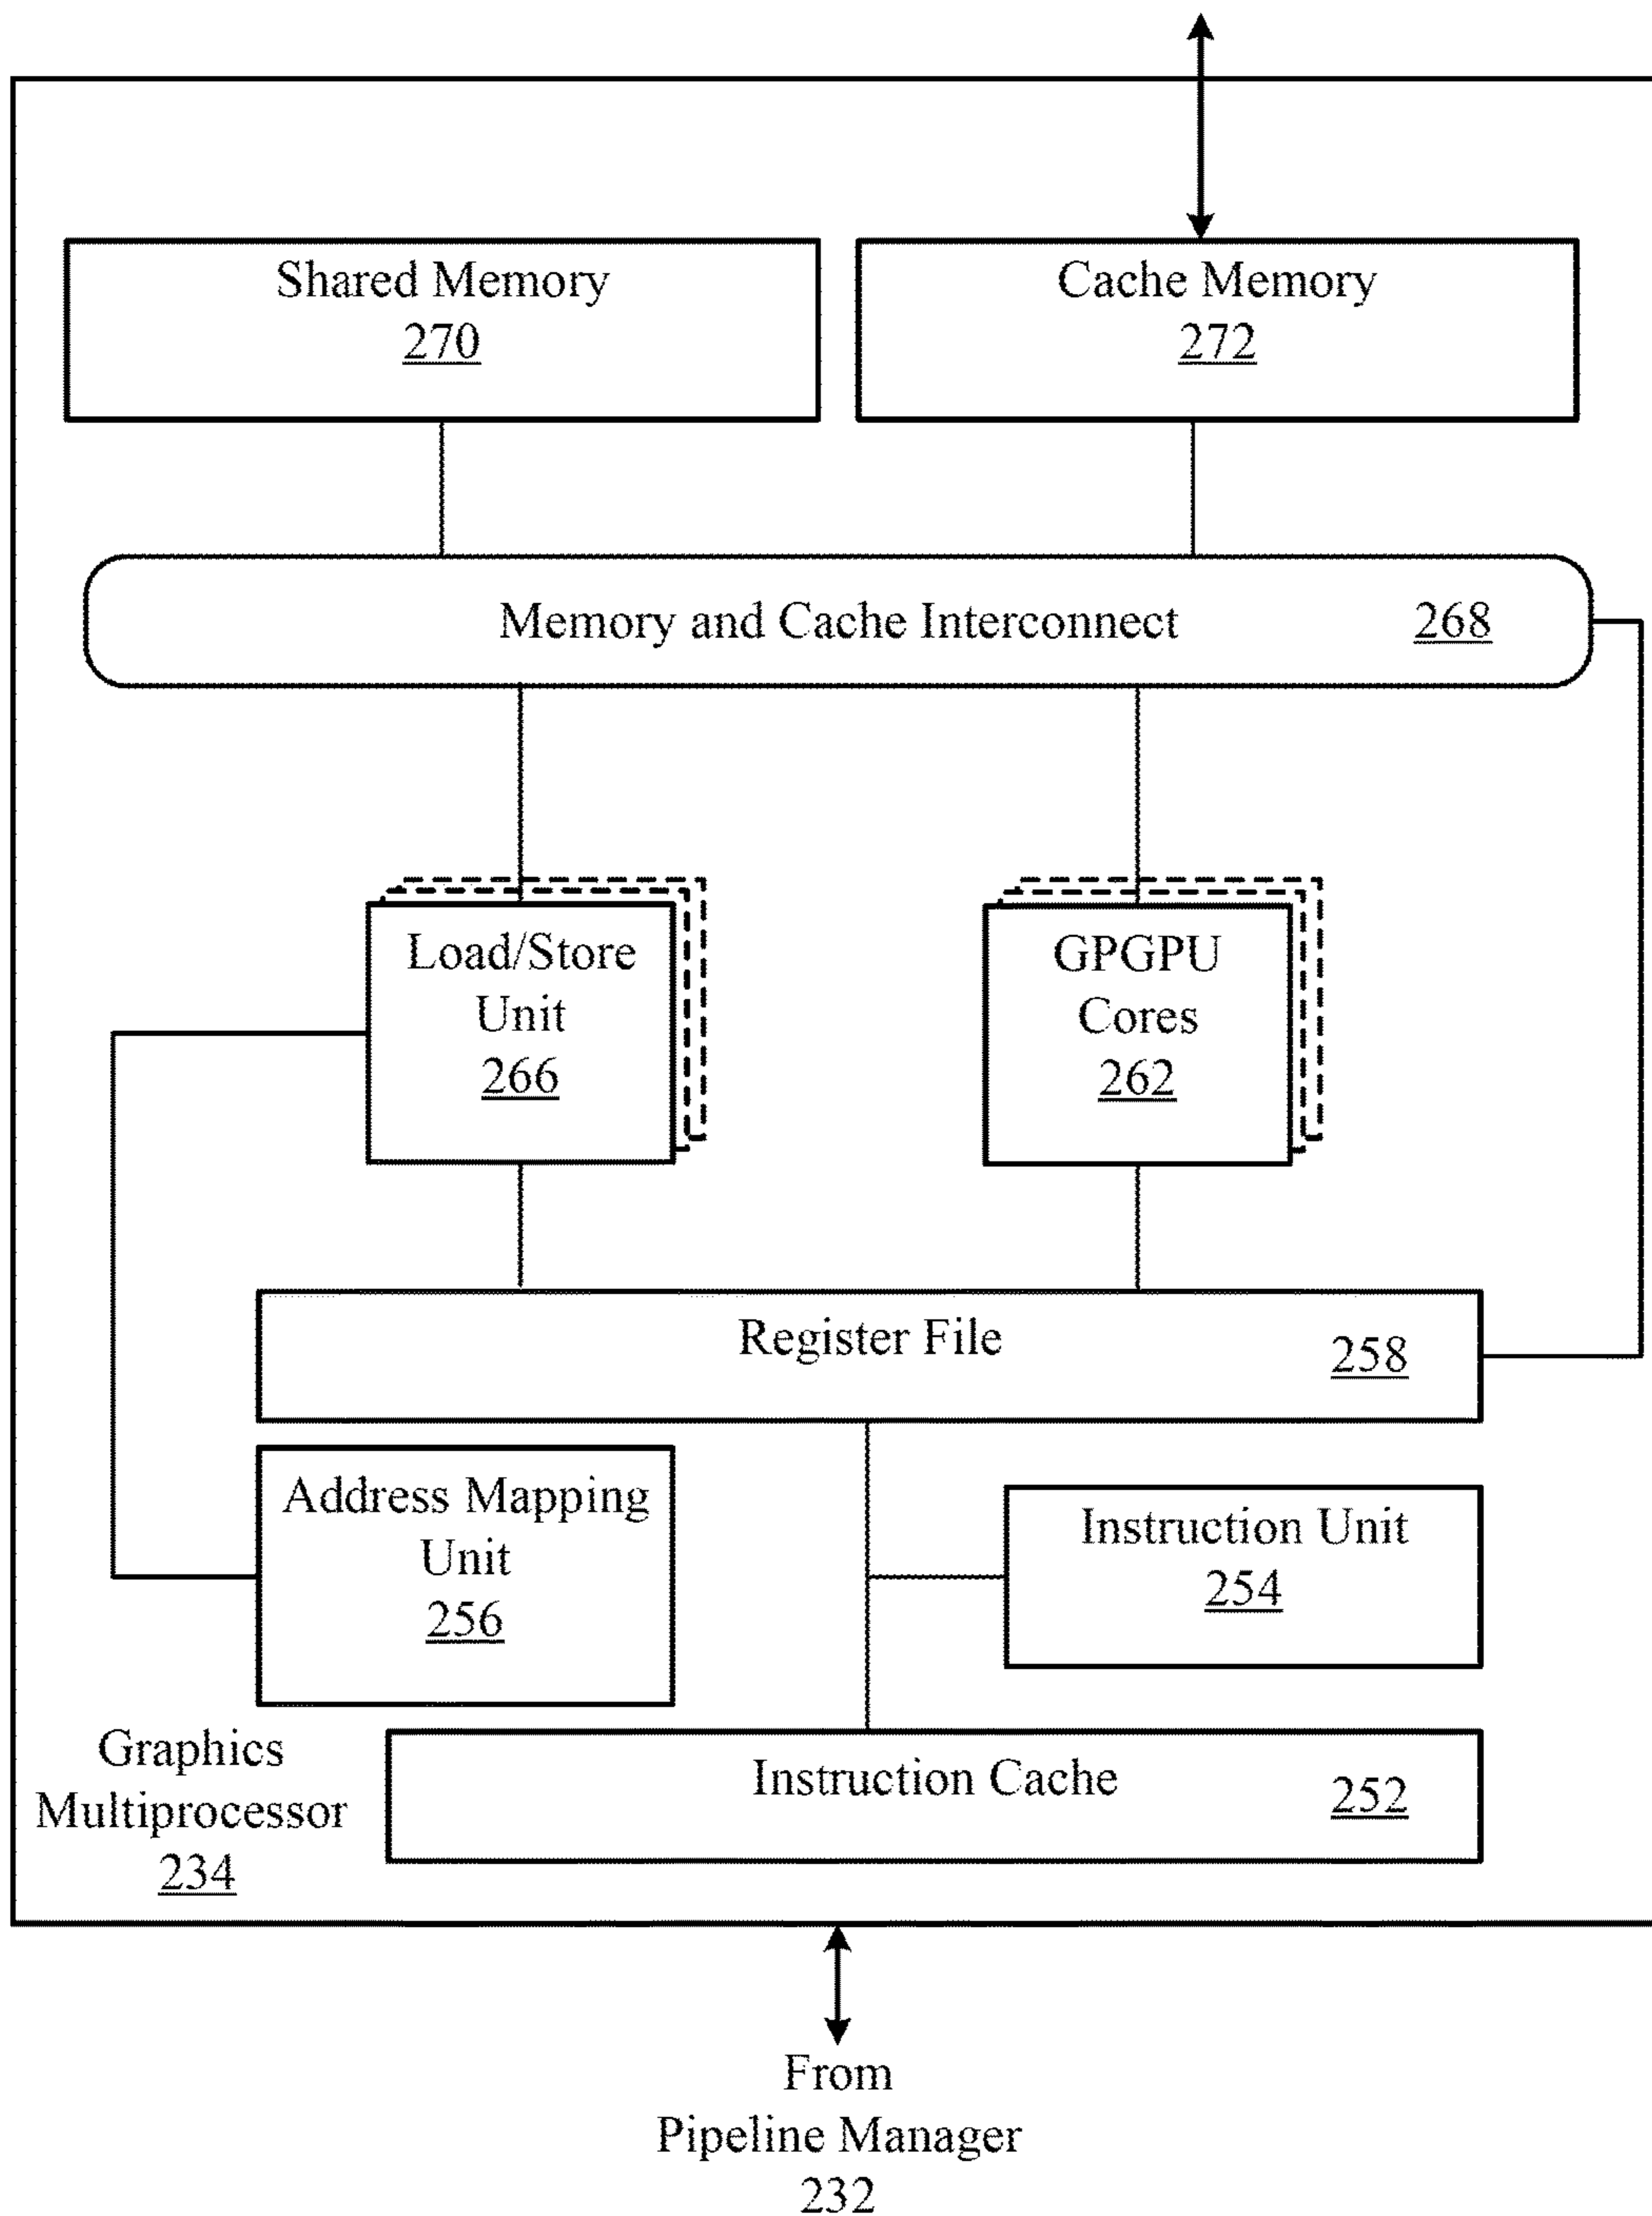 Shared Memory
270
Cache Memory
272
Memory and Cache Interconnect 268
Load/Store
Unit
266
GPGPU
Cores
262
Register File 258
Address Mapping
Unit
256
Instruction Unit
254
Graphics
Multiprocessor
234
Instruction Cache 252
From
Pipeline Manager
232